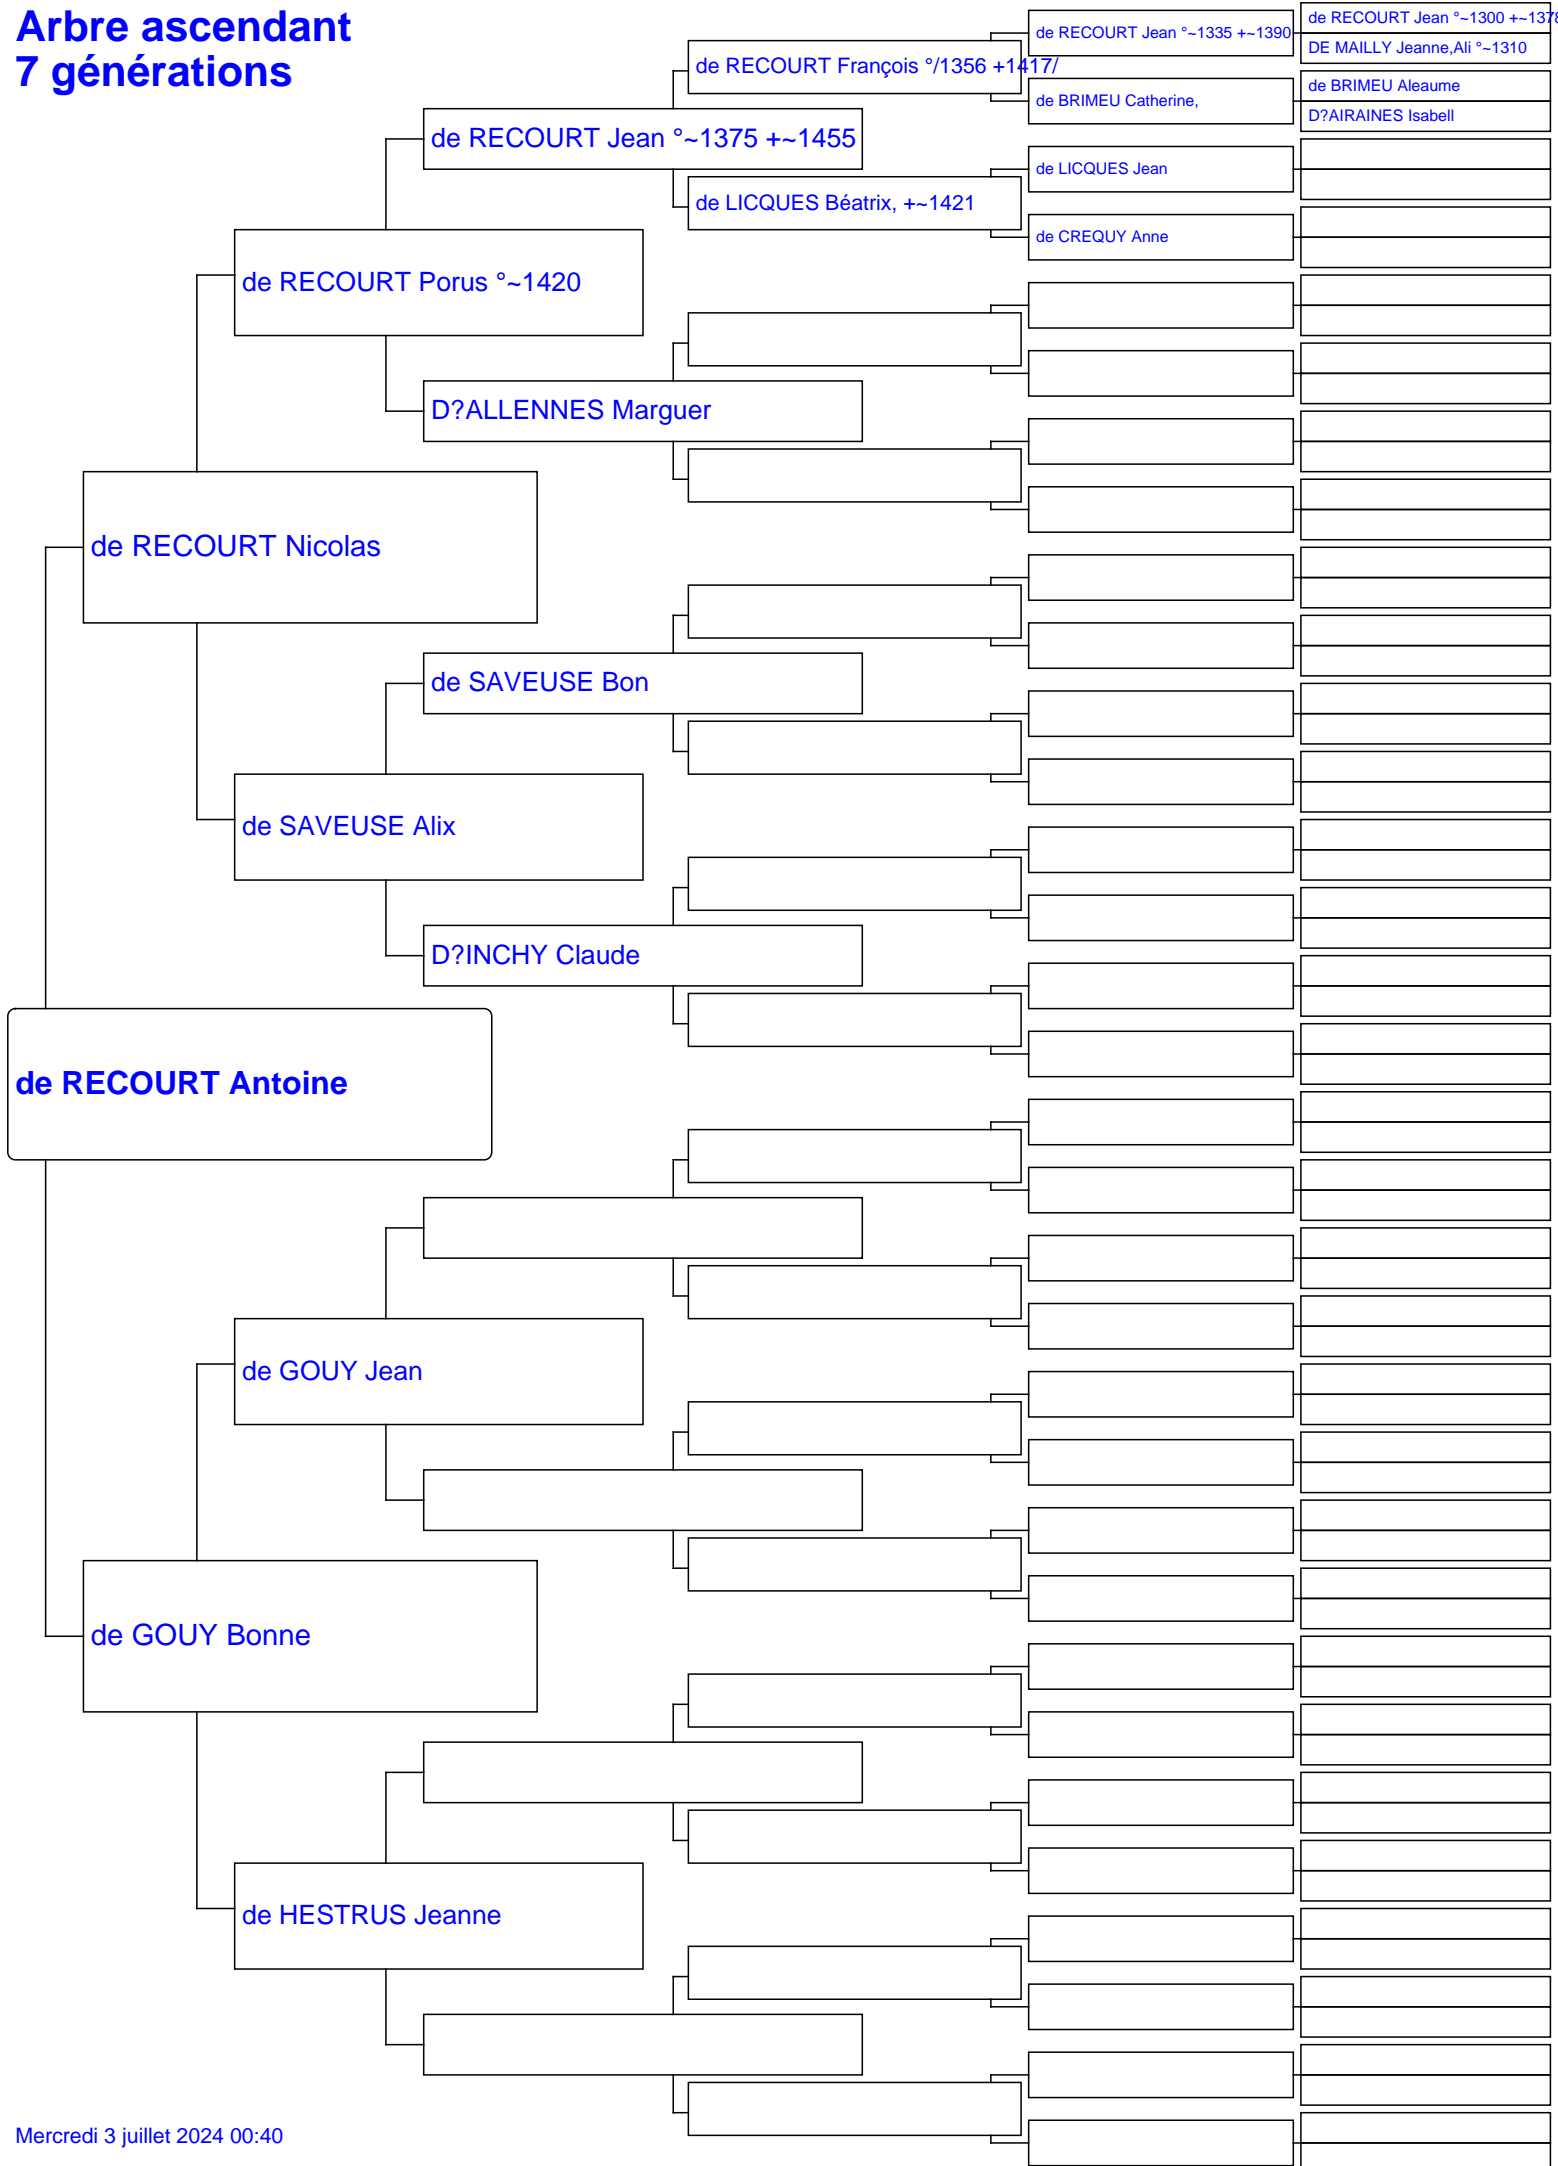 Arbre ascendant
7 générations
de RECOURT Jean °~1300 +~1378
de RECOURT Jean °~1335 +~1390
DE MAILLY Jeanne,Ali °~1310
de RECOURT François °/1356 +1417/
de BRIMEU Aleaume
de BRIMEU Catherine,
D?AIRAINES Isabell
de RECOURT Jean °~1375 +~1455
de LICQUES Jean
de LICQUES Béatrix, +~1421
de CREQUY Anne
de RECOURT Porus °~1420
D?ALLENNES Marguer
de RECOURT Nicolas
de SAVEUSE Bon
de SAVEUSE Alix
D?INCHY Claude
de RECOURT Antoine
de GOUY Jean
de GOUY Bonne
de HESTRUS Jeanne
Mercredi 3 juillet 2024 00:40